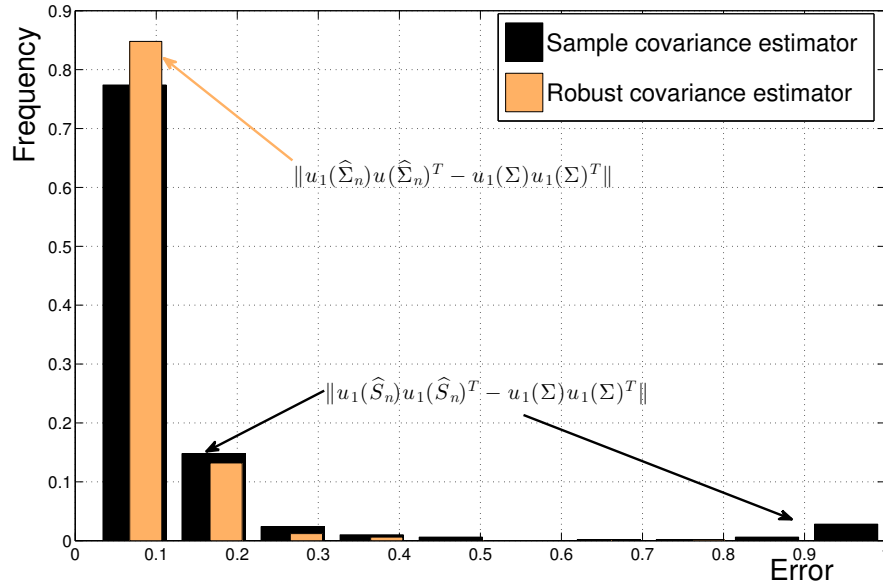 Frequency
0.9
0.8
0.7
0.6
0.5
0.4
0.3
0.2
0.1
0
Sample covariance estimator
Robust covariance estimator
‖u₁(Σ̂ₙ)u(Σ̂ₙ)ᵀ − u₁(Σ)u₁(Σ)ᵀ‖
‖u₁(Ŝₙ)u₁(Ŝₙ)ᵀ − u₁(Σ)u₁(Σ)ᵀ‖
0 0.1 0.2 0.3 0.4 0.5 0.6 0.7 0.8 0.9
Error